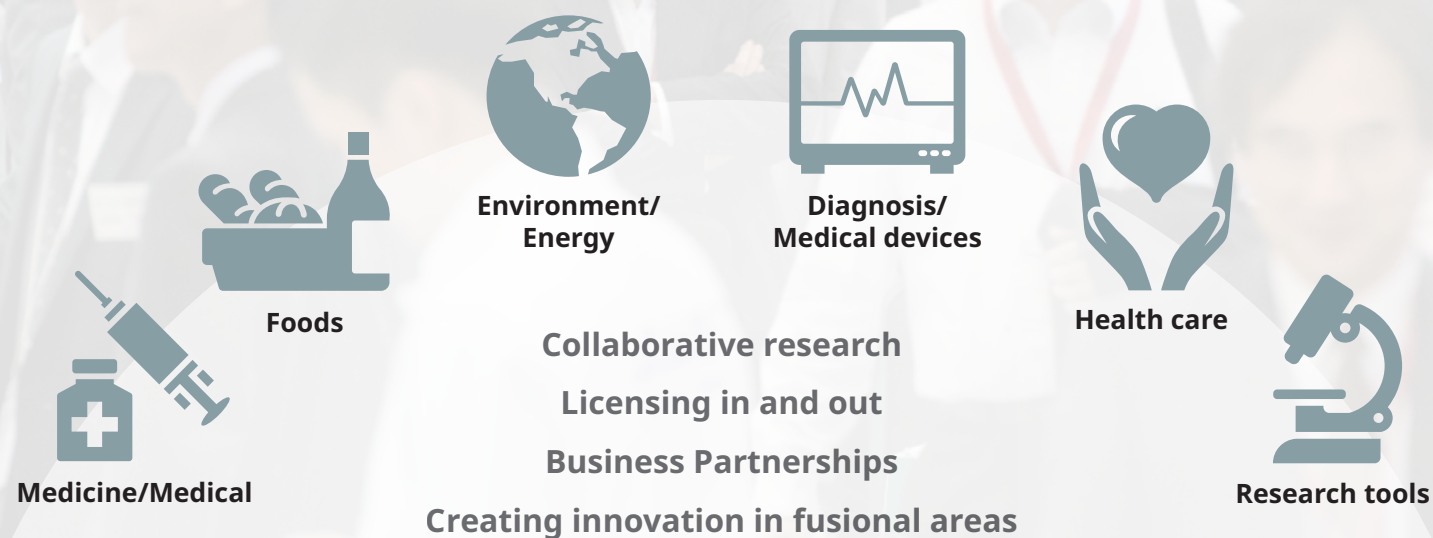 Environment/
Energy
Diagnosis/
Medical devices
Foods
Health care
Medicine/Medical
Research tools
Collaborative research
Licensing in and out
Business Partnerships
Creating innovation in fusional areas